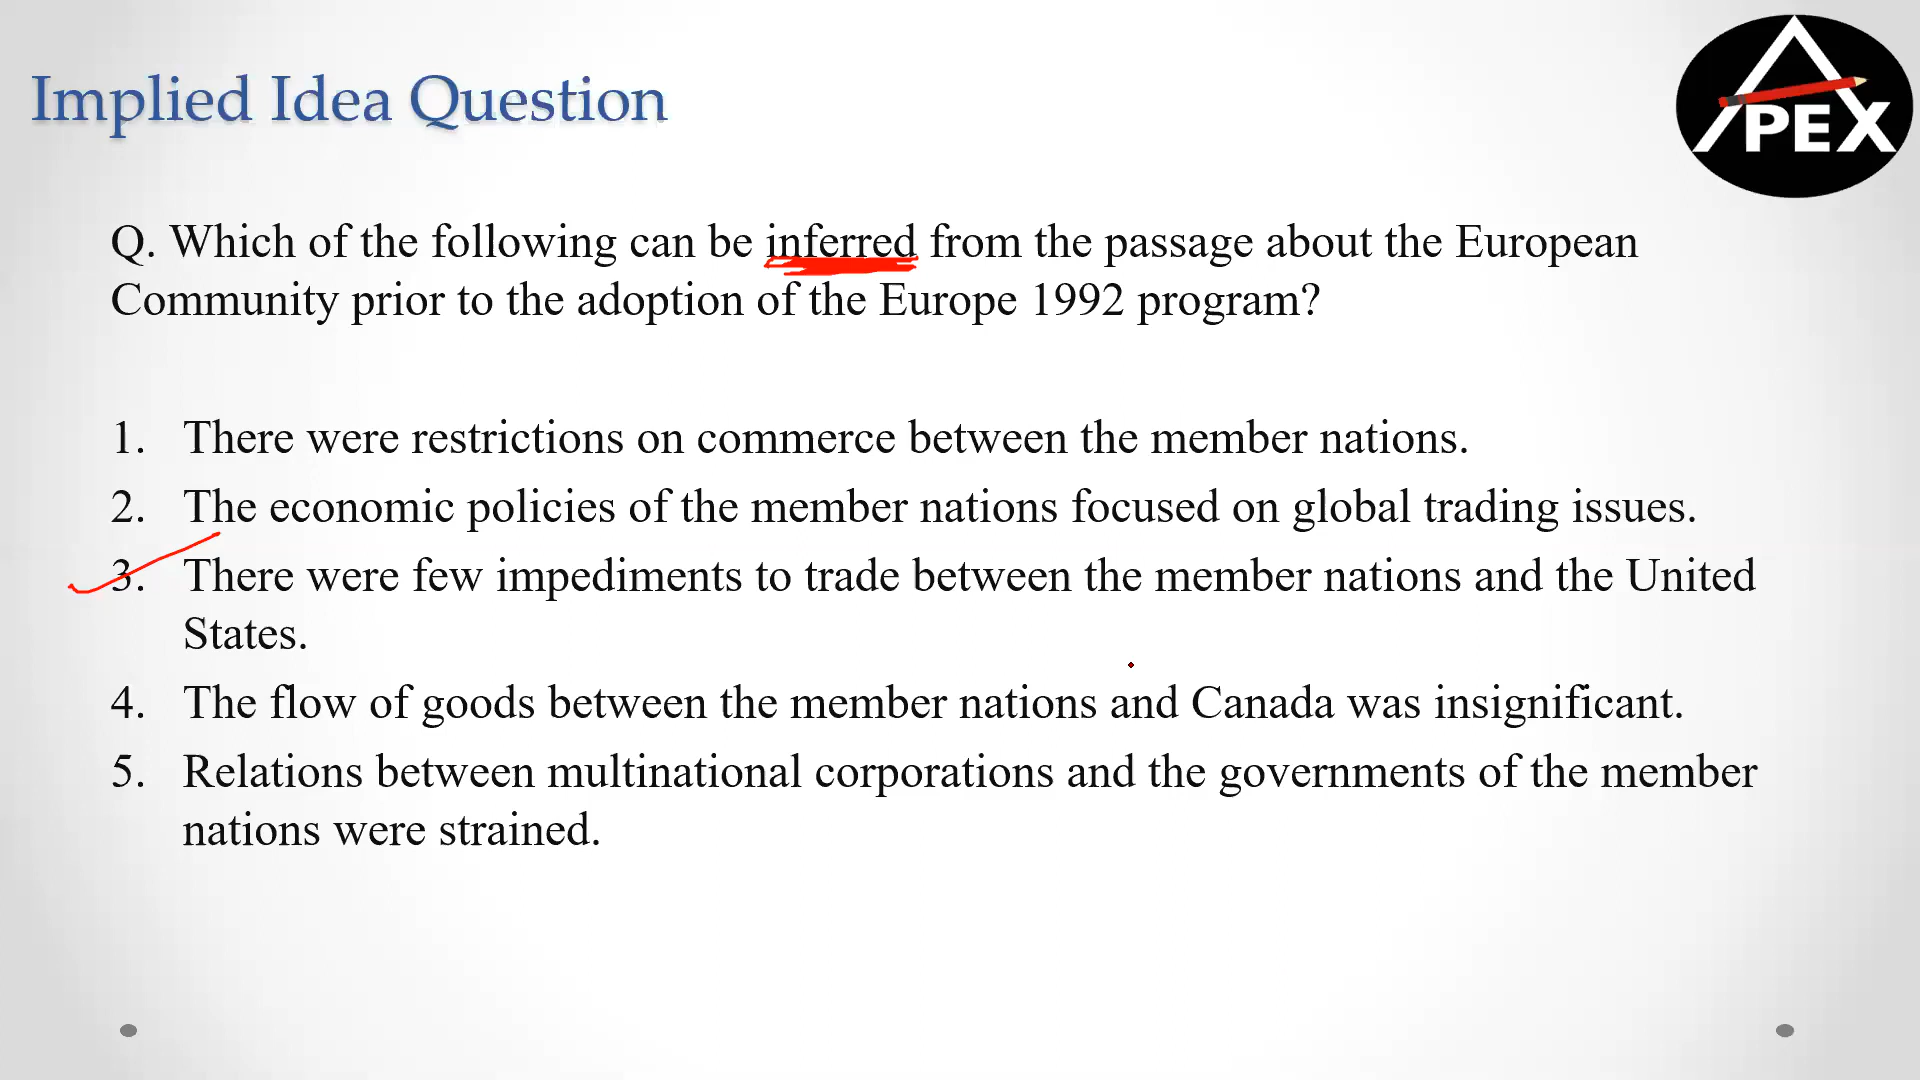 Implied Idea Question
APEX
Q. Which of the following can be inferred from the passage about the European
Community prior to the adoption of the Europe 1992 program?
1. There were restrictions on commerce between the member nations.
2. The economic policies of the member nations focused on global trading issues.
3. There were few impediments to trade between the member nations and the United
States.
4. The flow of goods between the member nations and Canada was insignificant.
5. Relations between multinational corporations and the governments of the member
nations were strained.